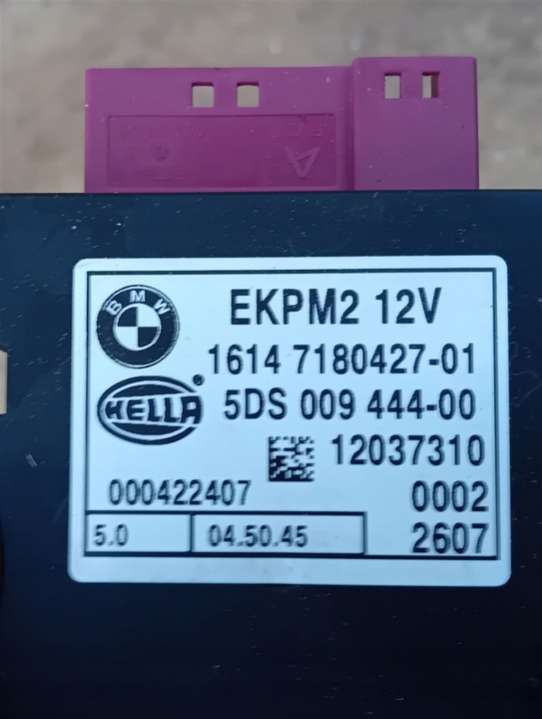 BMW
EKPM2 12V
1614 7180427-01
HELLA ®
5DS 009 444-00
12037310
000422407
0002
5.0
04.50.45
2607
A